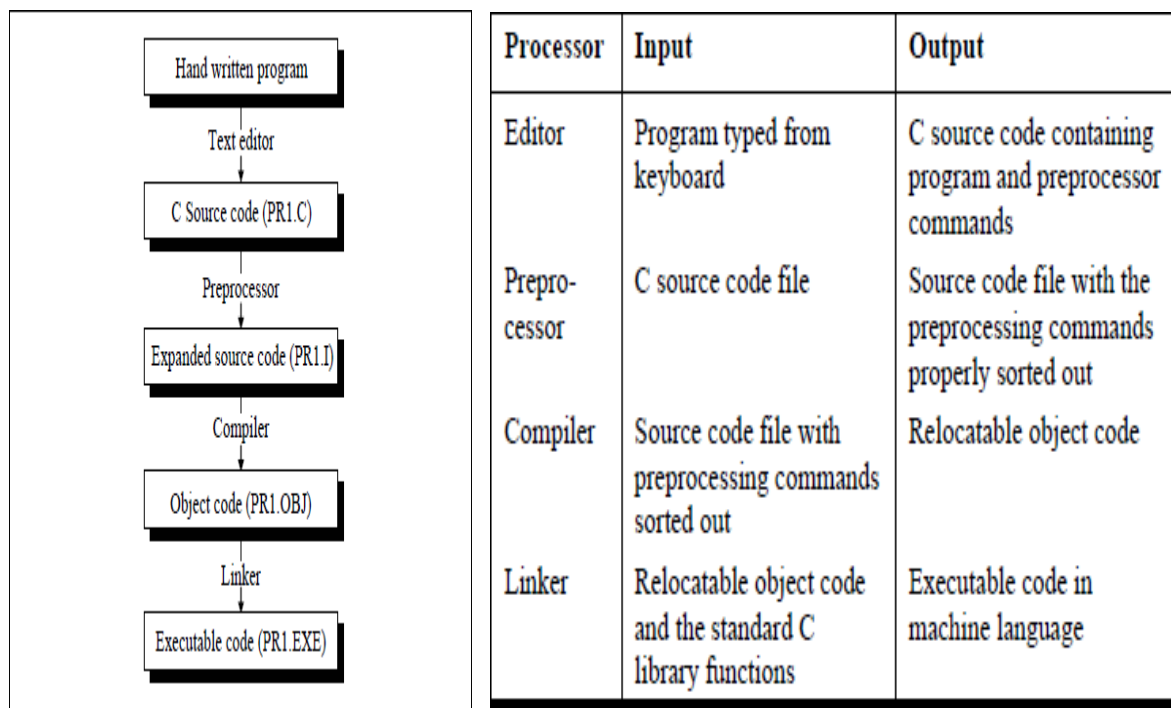 Hand written program
Text editor
C Source code (PR1.C)
Preprocessor
Expanded source code (PR1.I)
Compiler
Object code (PR1.OBJ)
Linker
Executable code (PR1.EXE)
Processor
Input
Output
Editor
Program typed from
keyboard
C source code containing
program and preprocessor
commands
Prepro-
cessor
C source code file
Source code file with the
preprocessing commands
properly sorted out
Compiler
Source code file with
preprocessing commands
sorted out
Relocatable object code
Linker
Relocatable object code
and the standard C
library functions
Executable code in
machine language